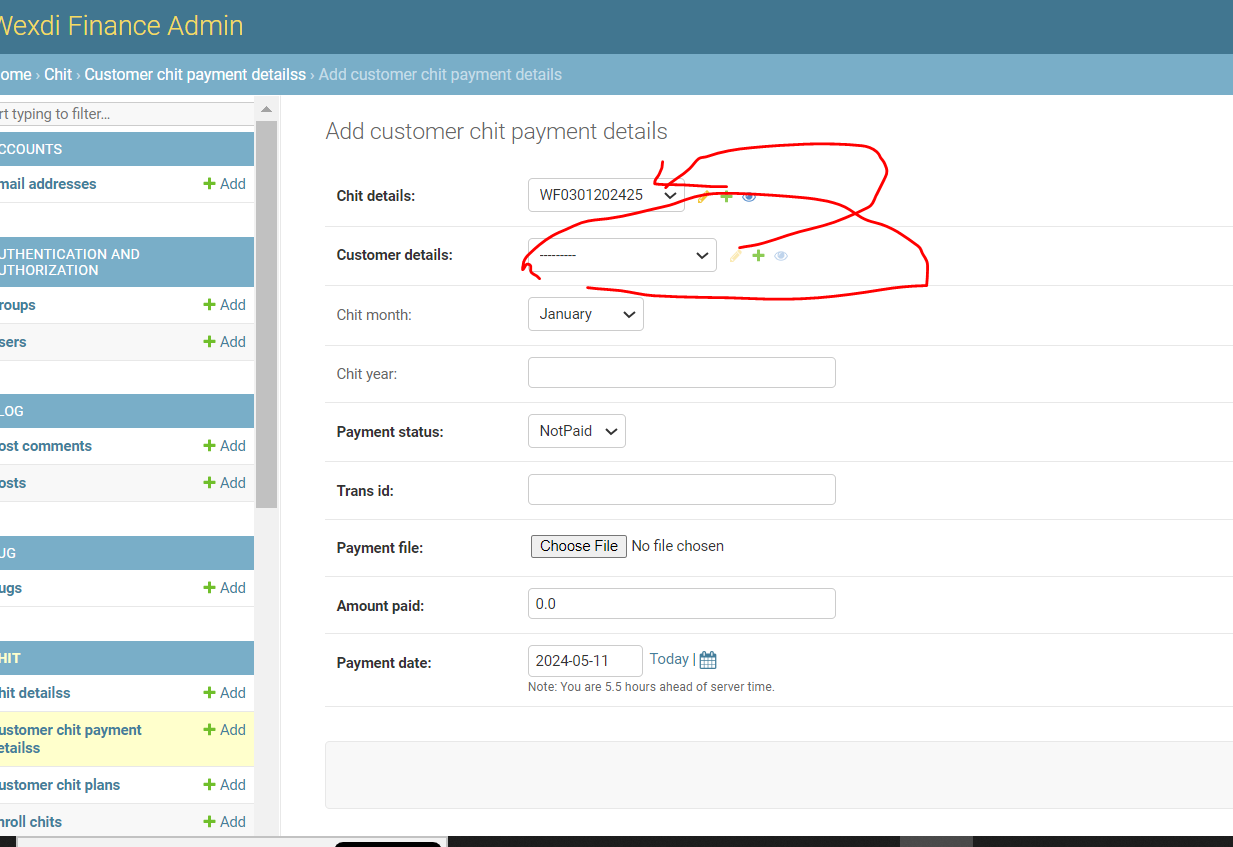 Wexdi Finance Admin
ome › Chit › Customer chit payment detailss › Add customer chit payment details
rt typing to filter...
CCOUNTS
mail addresses + Add
UTHENTICATION AND
UTHORIZATION
roups + Add
sers + Add
LOG
ost comments + Add
osts + Add
UG
ugs + Add
HIT
hit detailss + Add
ustomer chit payment + Add
etailss
ustomer chit plans + Add
nroll chits + Add
Add customer chit payment details
Chit details: WF0301202425
Customer details: ---------
Chit month: January
Chit year:
Payment status: NotPaid
Trans id:
Payment file: Choose File No file chosen
Amount paid: 0.0
Payment date: 2024-05-11 Today |
Note: You are 5.5 hours ahead of server time.